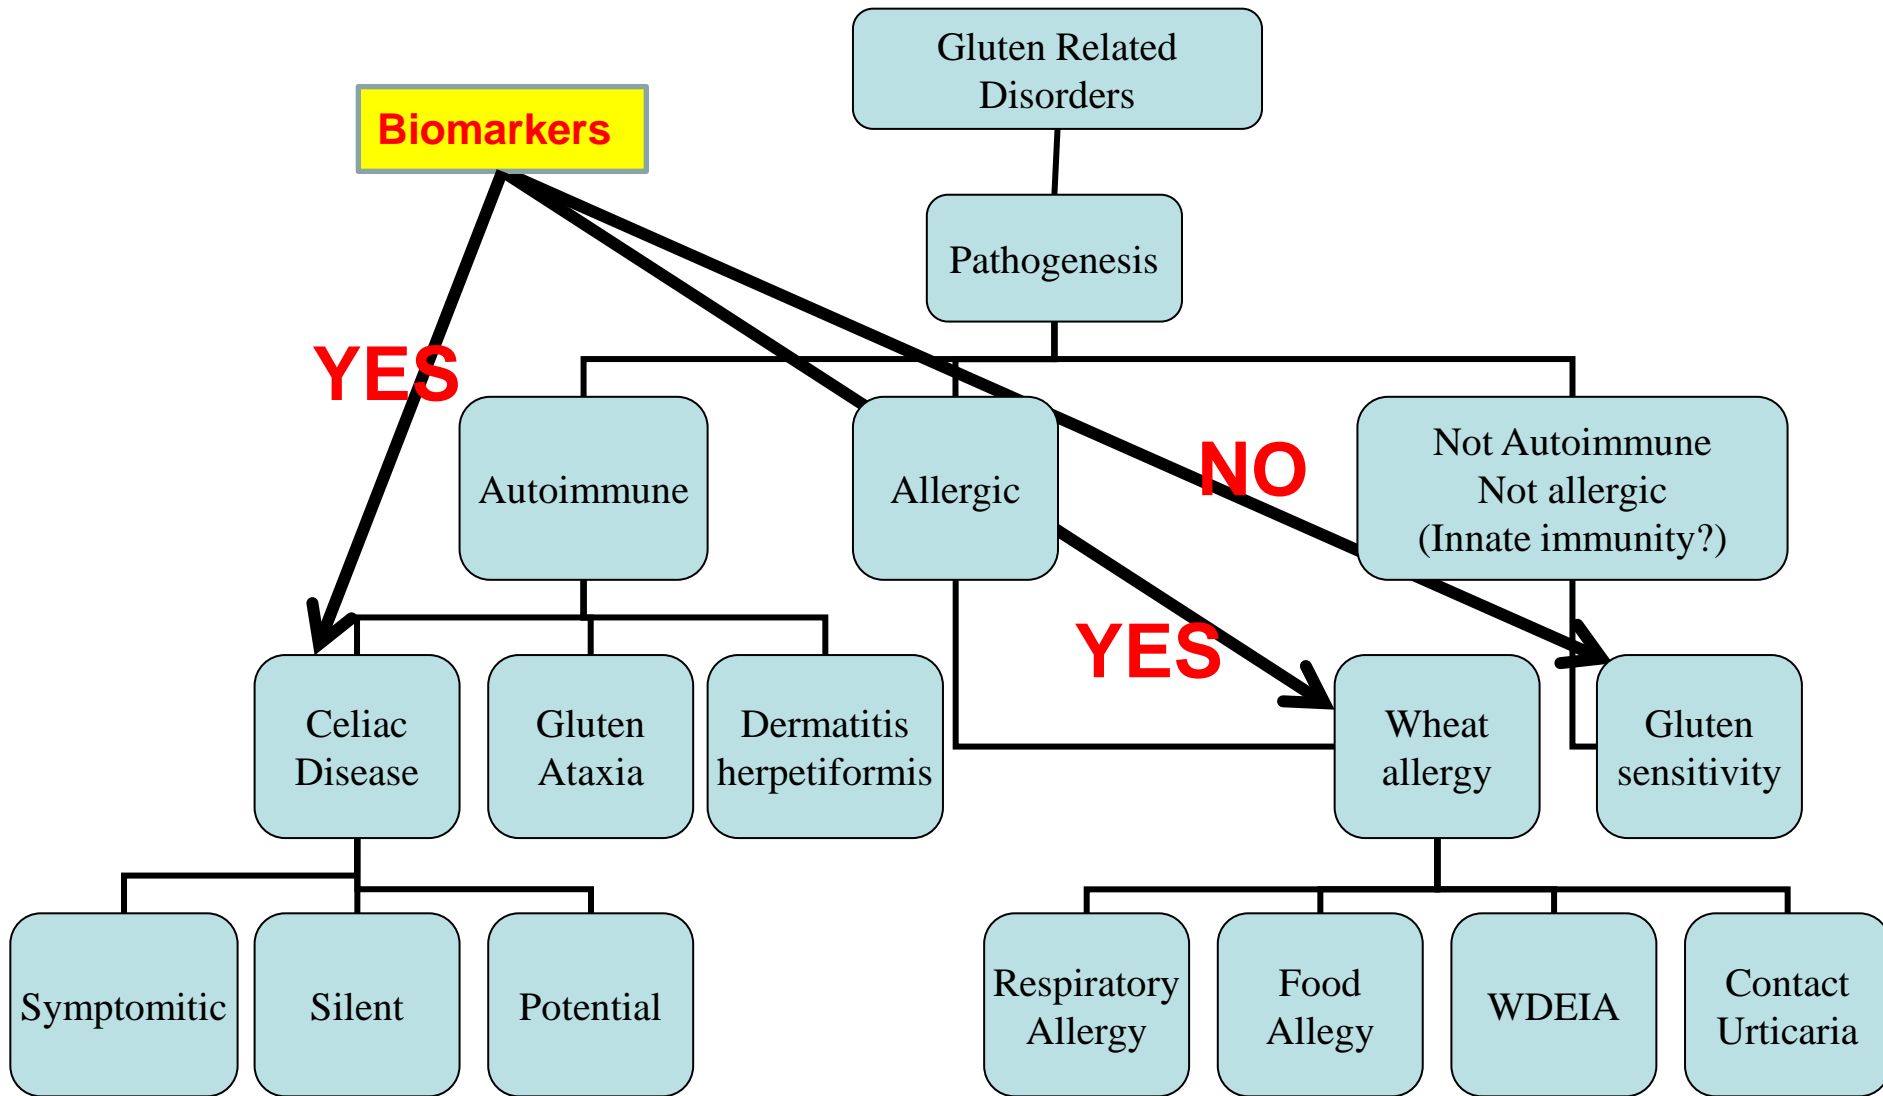 Gluten Related
Disorders
Biomarkers
Pathogenesis
YES
Autoimmune
Allergic
NO
Not Autoimmune
Not allergic
(Innate immunity?)
YES
Celiac
Disease
Gluten
Ataxia
Dermatitis
herpetiformis
Wheat
allergy
Gluten
sensitivity
Symptomitic
Silent
Potential
Respiratory
Allergy
Food
Allegy
WDEIA
Contact
Urticaria